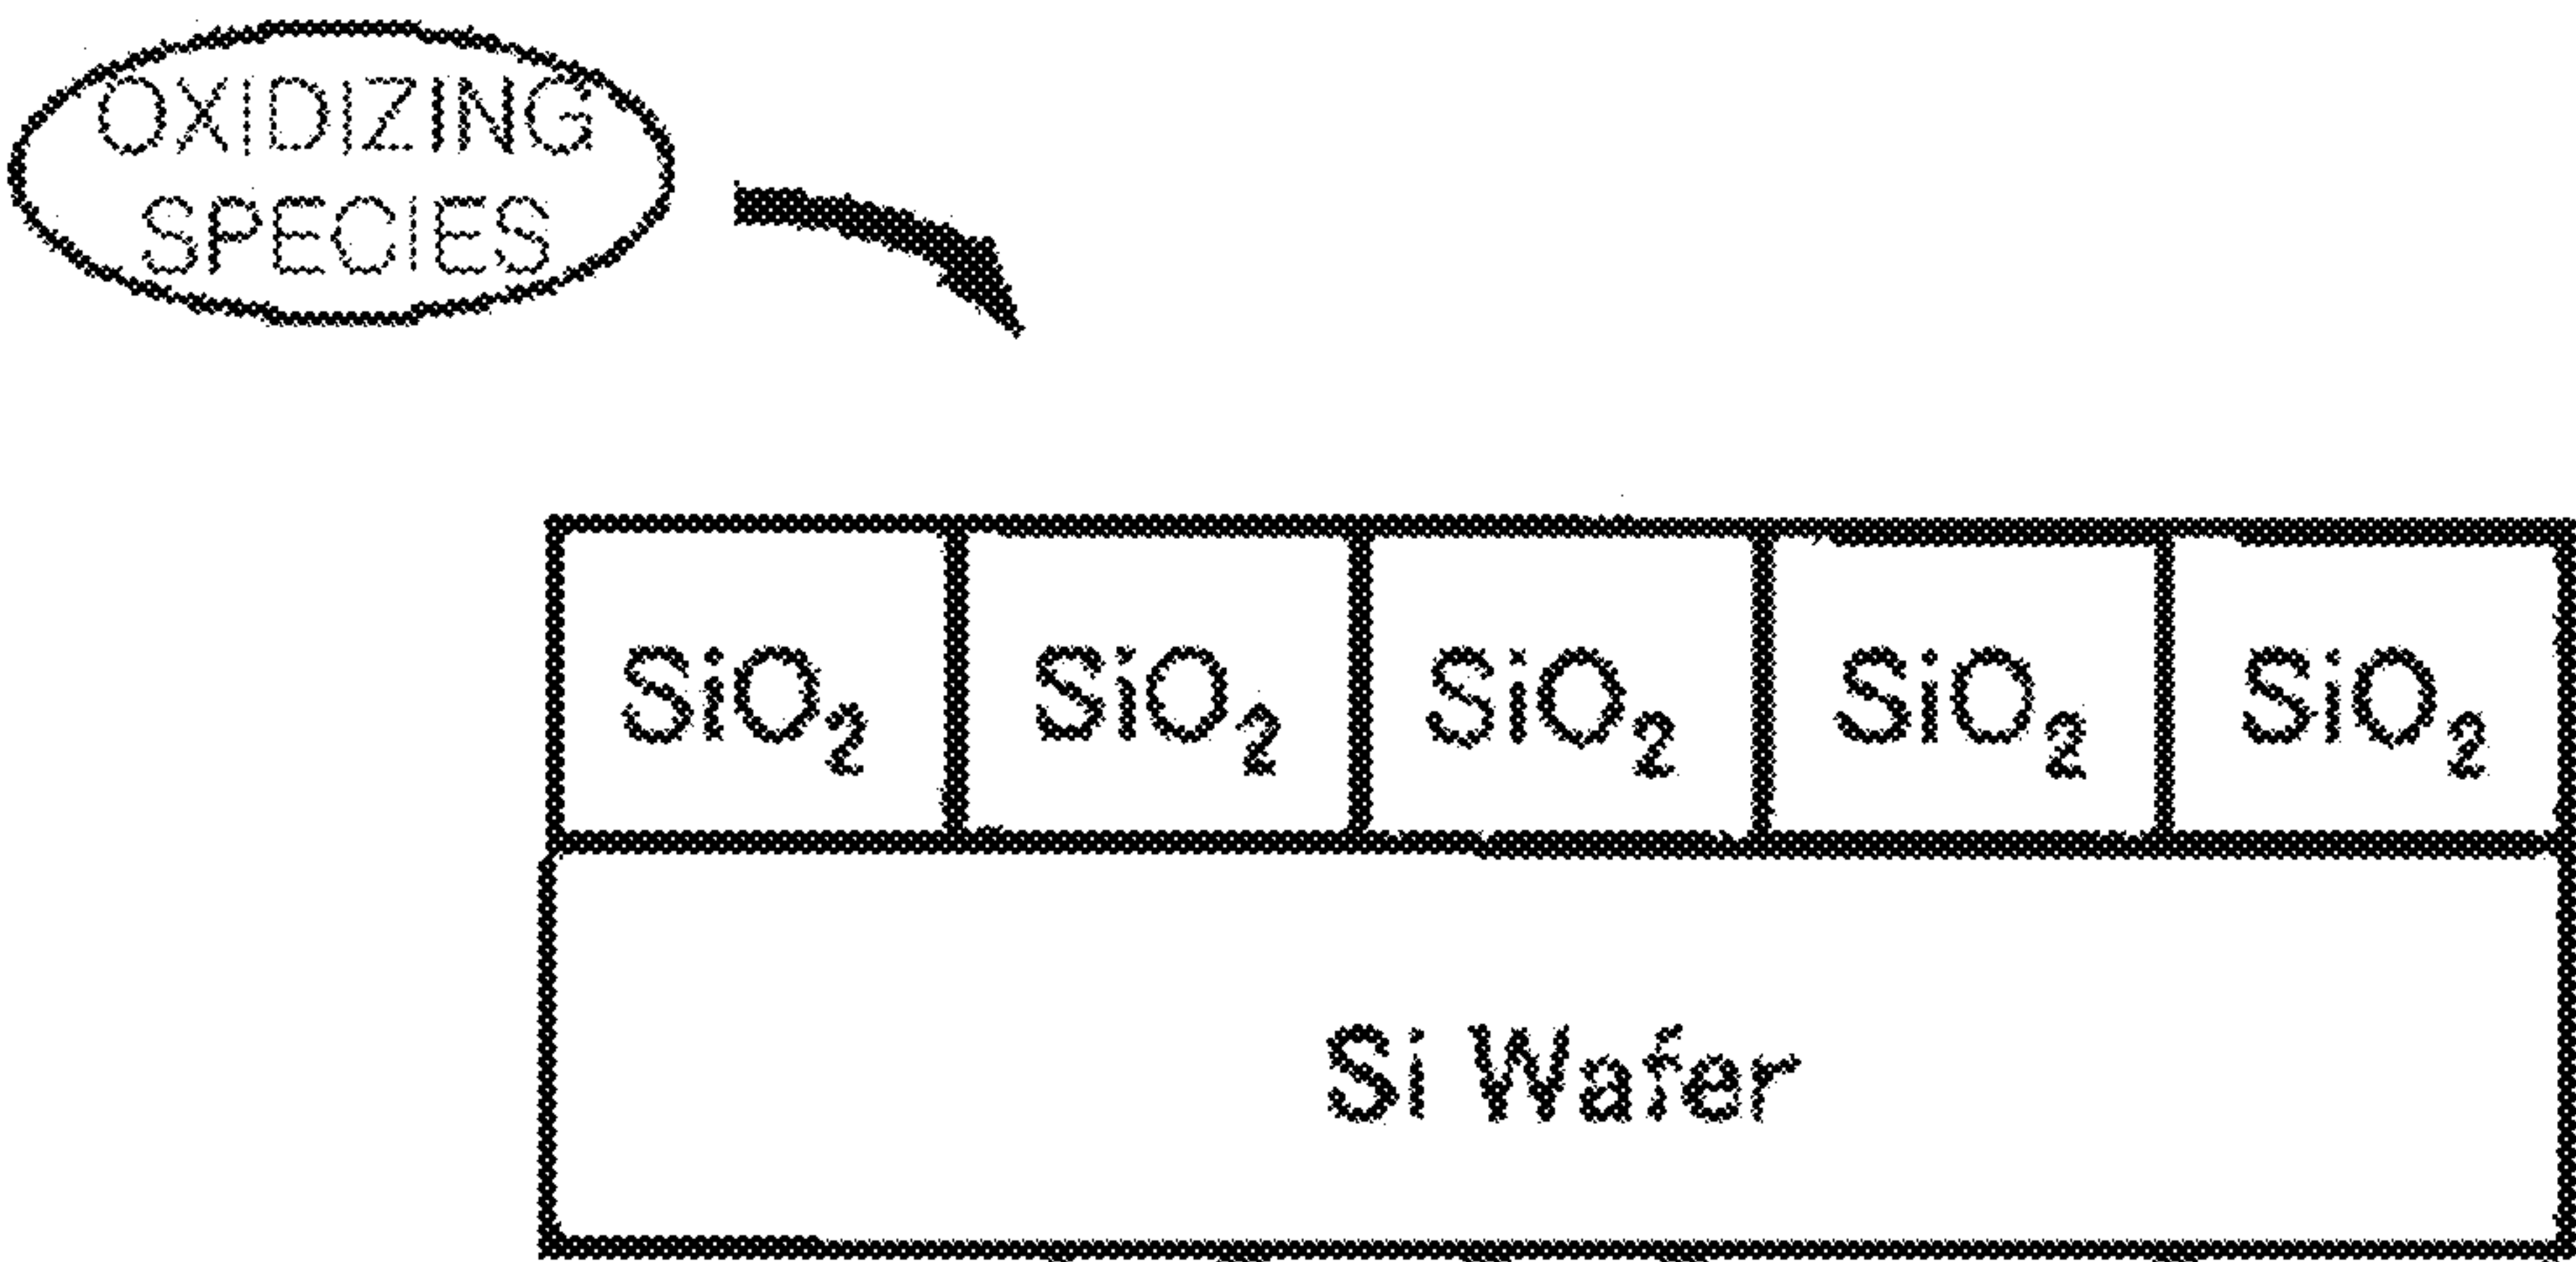 OXIDIZING
SPECIES
SiO₂ SiO₂ SiO₂ SiO₂ SiO₂
Si Wafer